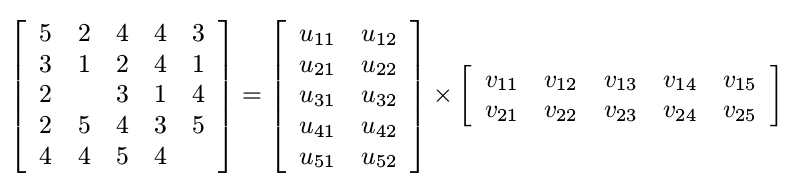 5 2 4 4 3
3 1 2 4 1
2 3 1 4
2 5 4 3 5
4 4 5 4
=
u₁₁ u₁₂
u₂₁ u₂₂
u₃₁ u₃₂
u₄₁ u₄₂
u₅₁ u₅₂
×
v₁₁ v₁₂ v₁₃ v₁₄ v₁₅
v₂₁ v₂₂ v₂₃ v₂₄ v₂₅